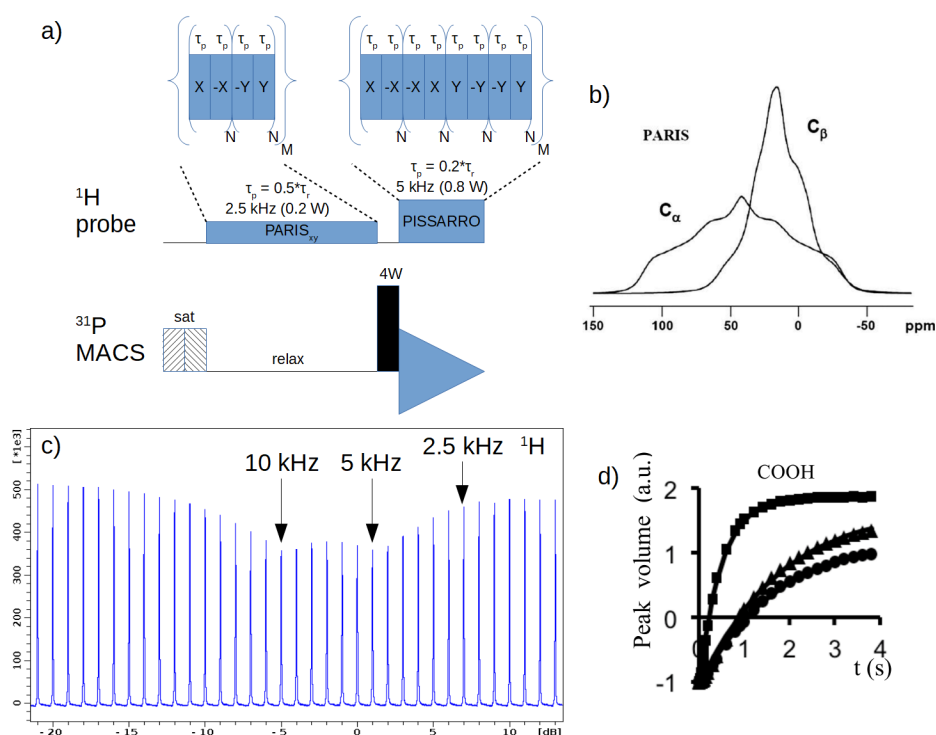 a)
τp τp τp τp
X -X -Y Y
N N
M
τp τp τp τp τp τp τp τp
X -X -X X Y -Y -Y Y
N N N N
M
τp = 0.5*τr
2.5 kHz (0.2 W)
τp = 0.2*τr
5 kHz (0.8 W)
1H
probe
PARISxy
PISSARRO
31P
MACS
sat
relax
4W
b)
PARIS
Cβ
Cα
150 100 50 0 -50 ppm
c)
[ *1e3]
10 kHz 5 kHz 2.5 kHz 1H
500
400
300
200
100
0
- 20 - 15 - 10 - 5 0 5 10 [dB]
d)
COOH
Peak volume (a.u.)
2
1
0
-1
0 1 2 3 4
t (s)